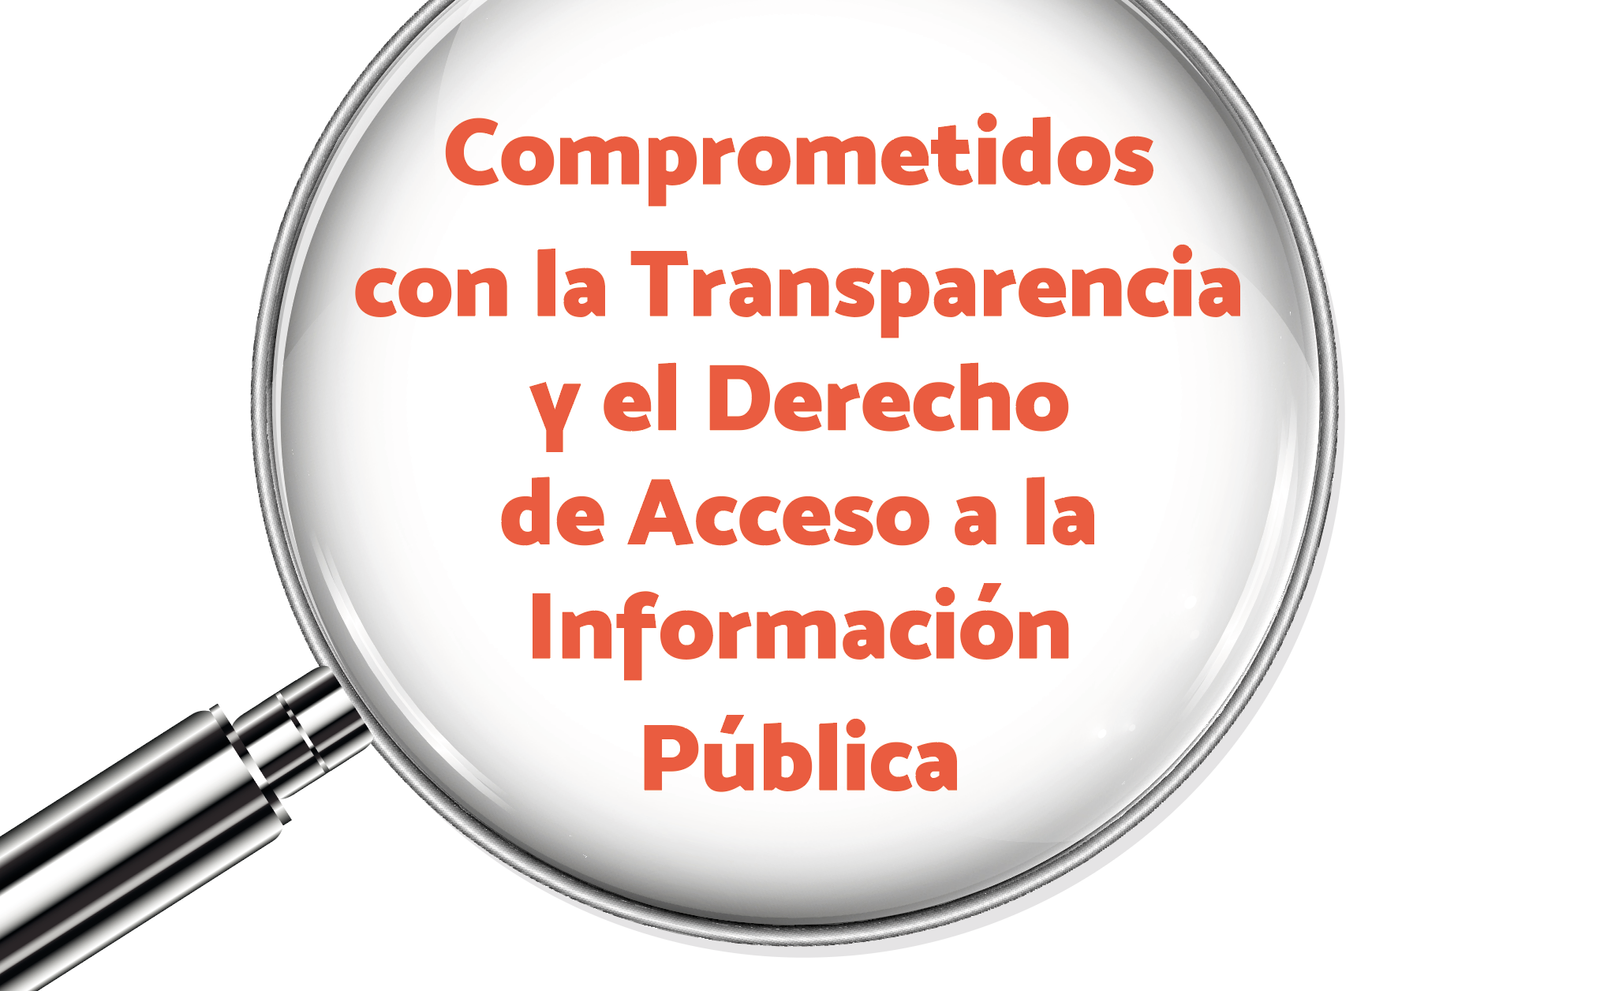 Comprometidos
con la Transparencia
y el Derecho
de Acceso a la
Información
Pública